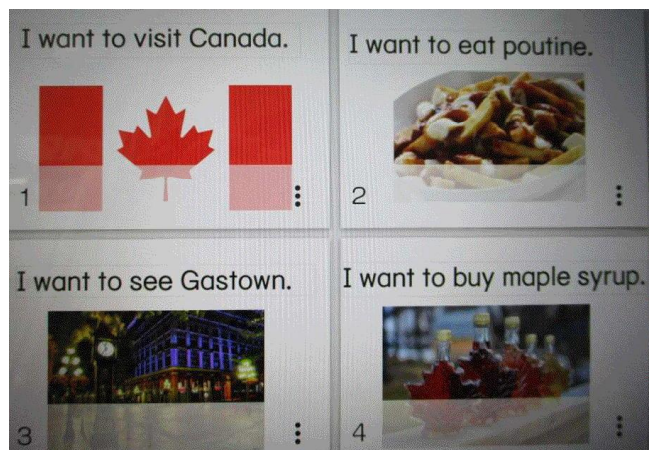 I want to visit Canada.
1
I want to eat poutine.
2
I want to see Gastown.
3
I want to buy maple syrup.
4